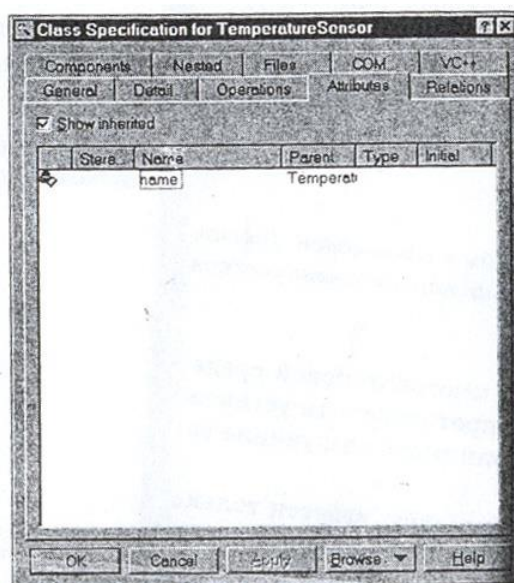 Class Specification for TemperatureSensor
Components Nested Files COM VC++
General Detail Operations Attributes Relations
Show inherited
Stere... Name Parent Type Initial
name Temperatu
OK Cancel Apply Browse Help